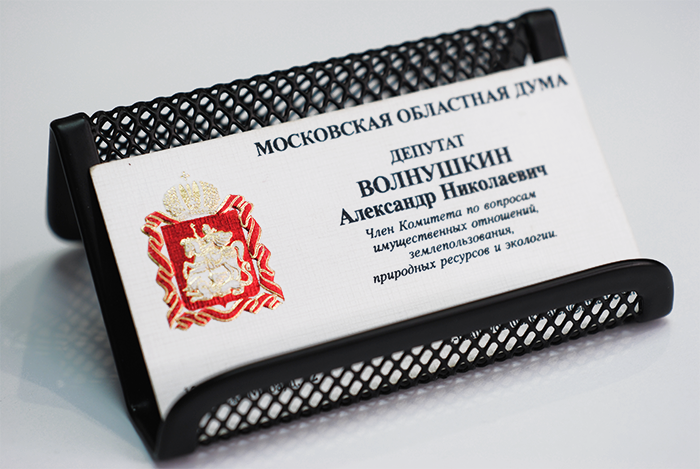 МОСКОВСКАЯ ОБЛАСТНАЯ ДУМА
ДЕПУТАТ
ВОЛНУШКИН
Александр Николаевич
Член Комитета по вопросам
имущественных отношений,
землепользования,
природных ресурсов и экологии.